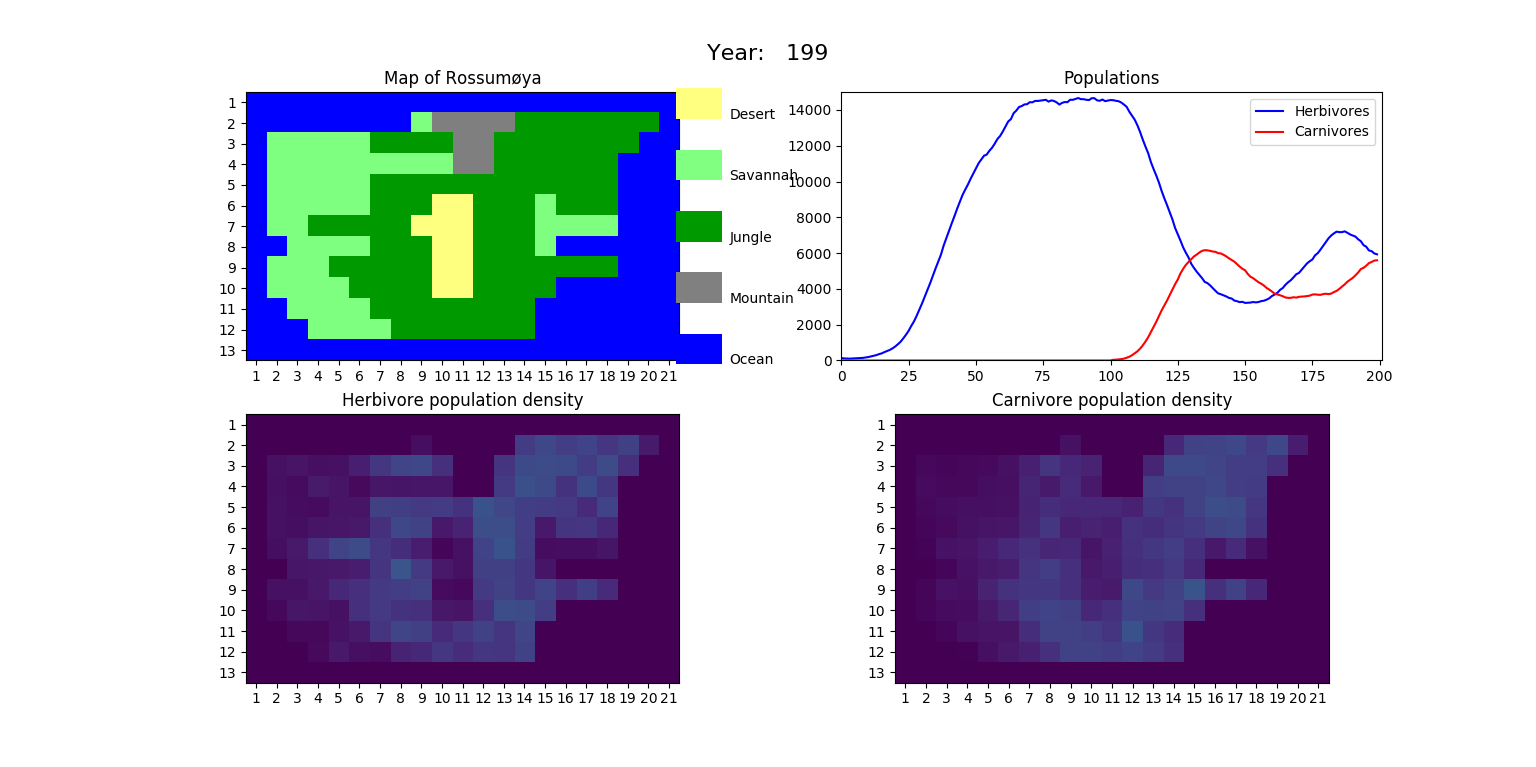 Year: 199
Map of Rossumøya
1
2
3
4
5
6
7
8
9
10
11
12
13
1 2 3 4 5 6 7 8 9 10 11 12 13 14 15 16 17 18 19 20 21
Desert
Savannah
Jungle
Mountain
Ocean
Populations
14000
12000
10000
8000
6000
4000
2000
0
0 25 50 75 100 125 150 175 200
Herbivores
Carnivores
Herbivore population density
1
2
3
4
5
6
7
8
9
10
11
12
13
1 2 3 4 5 6 7 8 9 10 11 12 13 14 15 16 17 18 19 20 21
Carnivore population density
1
2
3
4
5
6
7
8
9
10
11
12
13
1 2 3 4 5 6 7 8 9 10 11 12 13 14 15 16 17 18 19 20 21